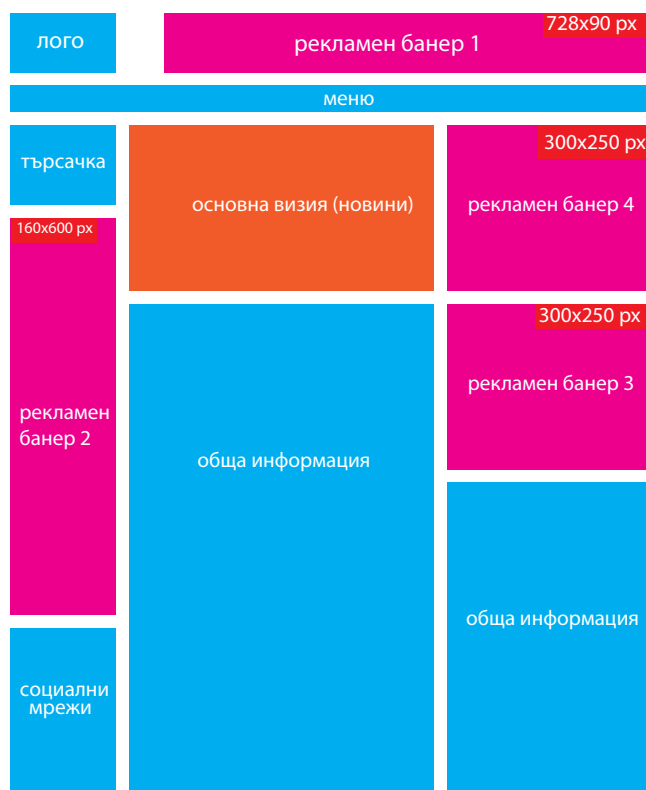 лого
728x90 px
рекламен банер 1
меню
търсачка
160x600 px
рекламен
банер 2
социални
мрежи
основна визия (новини)
обща информация
300x250 px
рекламен банер 4
300x250 px
рекламен банер 3
обща информация